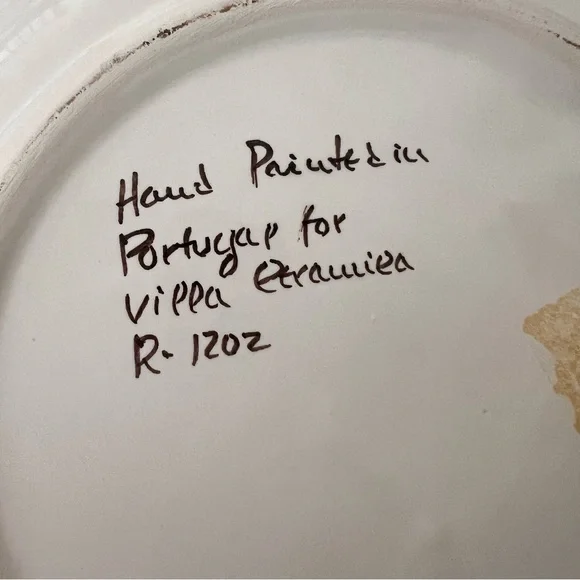 Hand Painted in
Portugal for
Villa Ceramica
R- 1202